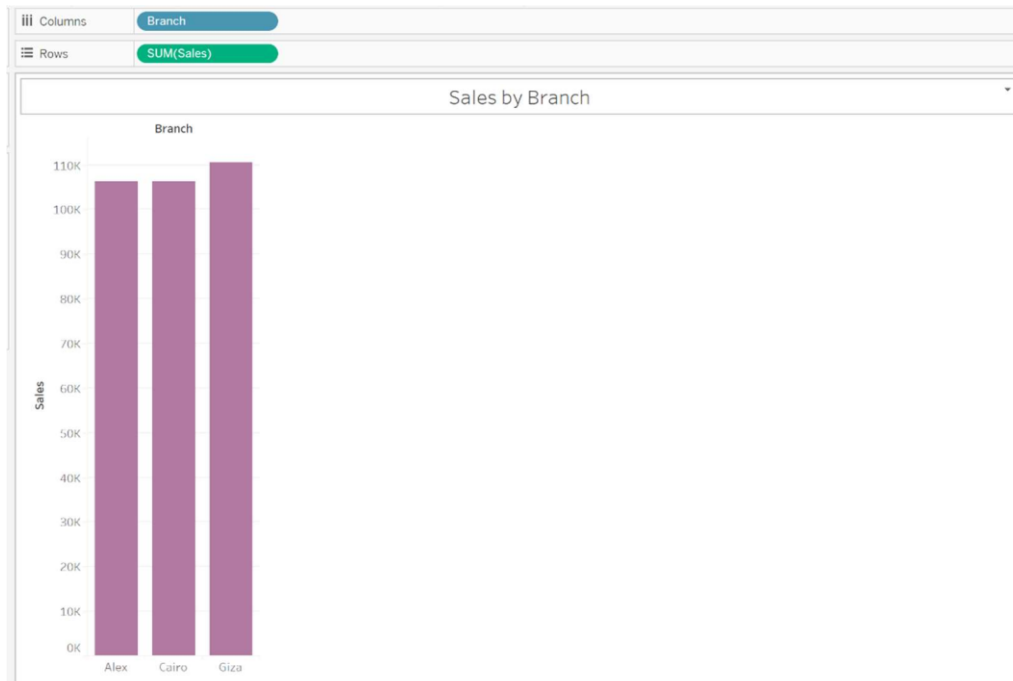 Columns Branch
Rows SUM(Sales)
Sales by Branch
Branch
110K
100K
90K
80K
70K
60K
50K
40K
30K
20K
10K
0K
Sales
Alex Cairo Giza